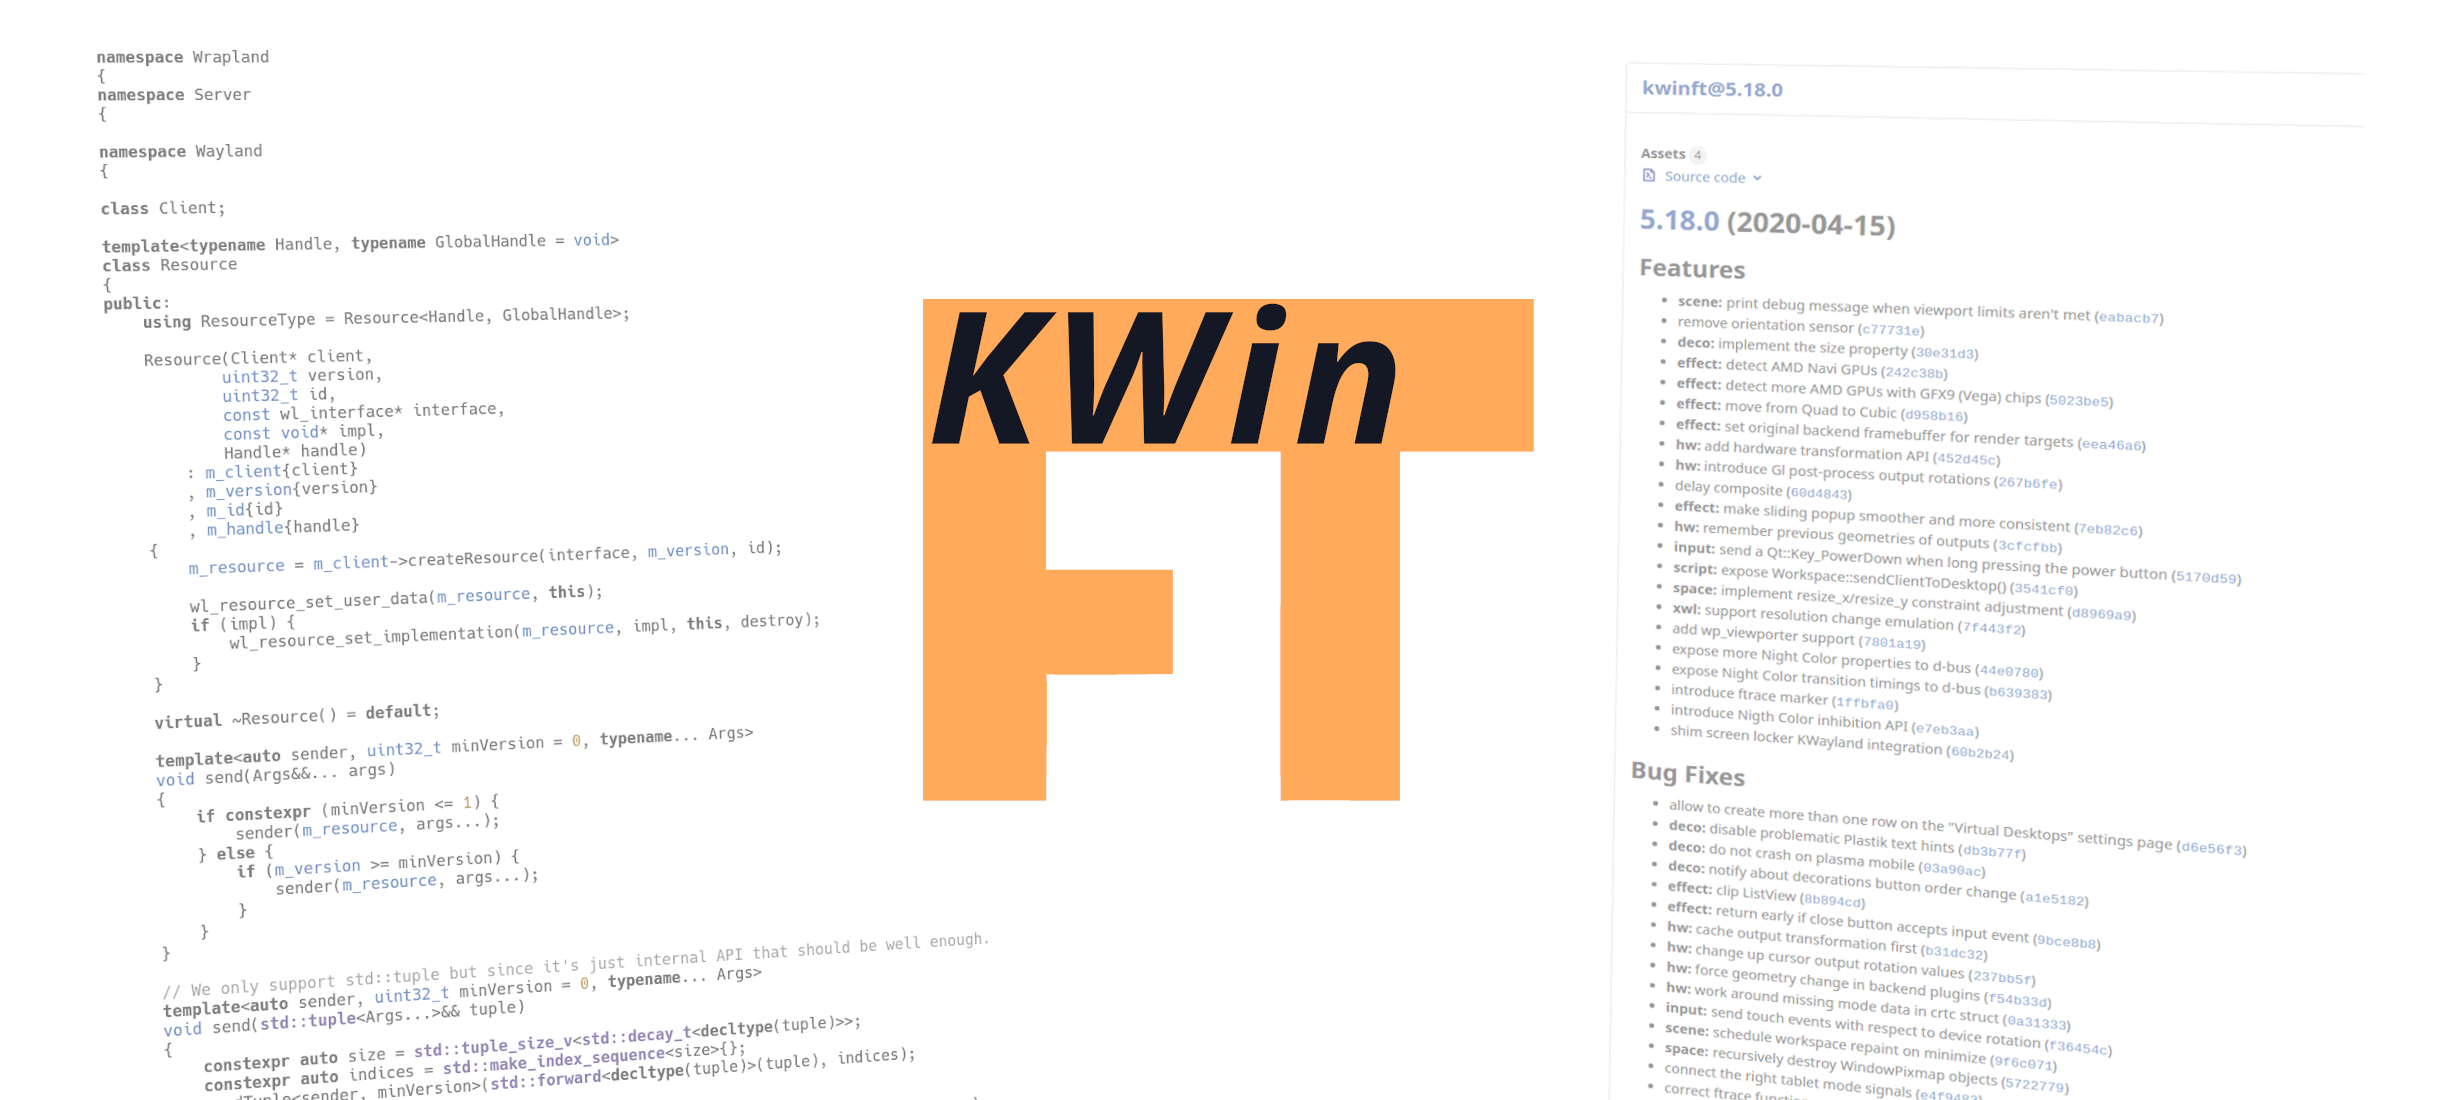 namespace Wrapland
{
namespace Server
{
namespace Wayland
{
class Client;
template<typename Handle, typename GlobalHandle = void>
class Resource
{
public:
using ResourceType = Resource<Handle, GlobalHandle>;
Resource(Client* client,
uint32_t version,
uint32_t id,
const wl_interface* interface,
const void* impl,
Handle* handle)
: m_client{client}
, m_version{version}
, m_id{id}
, m_handle{handle}
{
m_resource = m_client->createResource(interface, m_version, id);
wl_resource_set_user_data(m_resource, this);
if (impl) {
wl_resource_set_implementation(m_resource, impl, this, destroy);
}
}
virtual ~Resource() = default;
template<auto sender, uint32_t minVersion = 0, typename... Args>
void send(Args&&... args)
{
if constexpr (minVersion <= 1) {
sender(m_resource, args...);
} else {
if (m_version >= minVersion) {
sender(m_resource, args...);
}
}
}
// We only support std::tuple but since it's just internal API that should be well enough.
template<auto sender, uint32_t minVersion = 0, typename... Args>
void send(std::tuple<Args...>&& tuple)
{
constexpr auto size = std::tuple_size_v<std::decay_t<decltype(tuple)>>;
constexpr auto indices = std::make_index_sequence<size>{};
minVersion>(std::forward<decltype(tuple)>(tuple), indices);
KWin
FT
kwinft@5.18.0
Assets 4
Source code
5.18.0 (2020-04-15)
Features
• scene: print debug message when viewport limits aren't met (eabacb7)
• remove orientation sensor (c77731e)
• deco: implement the size property (30e31d3)
• effect: detect AMD Navi GPUs (242c38b)
• effect: detect more AMD GPUs with GFX9 (Vega) chips (5023be5)
• effect: move from Quad to Cubic (d958b16)
• effect: set original backend framebuffer for render targets (eea46a6)
• hw: add hardware transformation API (452d45c)
• hw: introduce Gl post-process output rotations (267b6fe)
• delay composite (60d4843)
• effect: make sliding popup smoother and more consistent (7eb82c6)
• hw: remember previous geometries of outputs (3cfcfbb)
• input: send a Qt::Key_PowerDown when long pressing the power button (5170d59)
• script: expose Workspace::sendClientToDesktop() (3541cf0)
• space: implement resize_x/resize_y constraint adjustment (d8969a9)
• xwl: support resolution change emulation (7f443f2)
• add wp_viewporter support (7801a19)
• expose more Night Color properties to d-bus (44e0780)
• expose Night Color transition timings to d-bus (b639383)
• introduce ftrace marker (1ffbfa0)
• introduce Nigth Color inhibition API (e7eb3aa)
• shim screen locker KWayland integration (60b2b24)
Bug Fixes
• allow to create more than one row on the "Virtual Desktops" settings page (d6e56f3)
• deco: disable problematic Plastik text hints (db3b77f)
• deco: do not crash on plasma mobile (03a90ac)
• deco: notify about decorations button order change (a1e5182)
• effect: clip ListView (8b894cd)
• effect: return early if close button accepts input event (9bce8b8)
• hw: cache output transformation first (b31dc32)
• hw: change up cursor output rotation values (237bb5f)
• hw: force geometry change in backend plugins (f54b33d)
• hw: work around missing mode data in crtc struct (0a31333)
• input: send touch events with respect to device rotation (f36454c)
• scene: schedule workspace repaint on minimize (9f6c071)
• space: recursively destroy WindowPixmap objects (5722779)
• connect the right tablet mode signals (e4f9483)
• correct ftrace